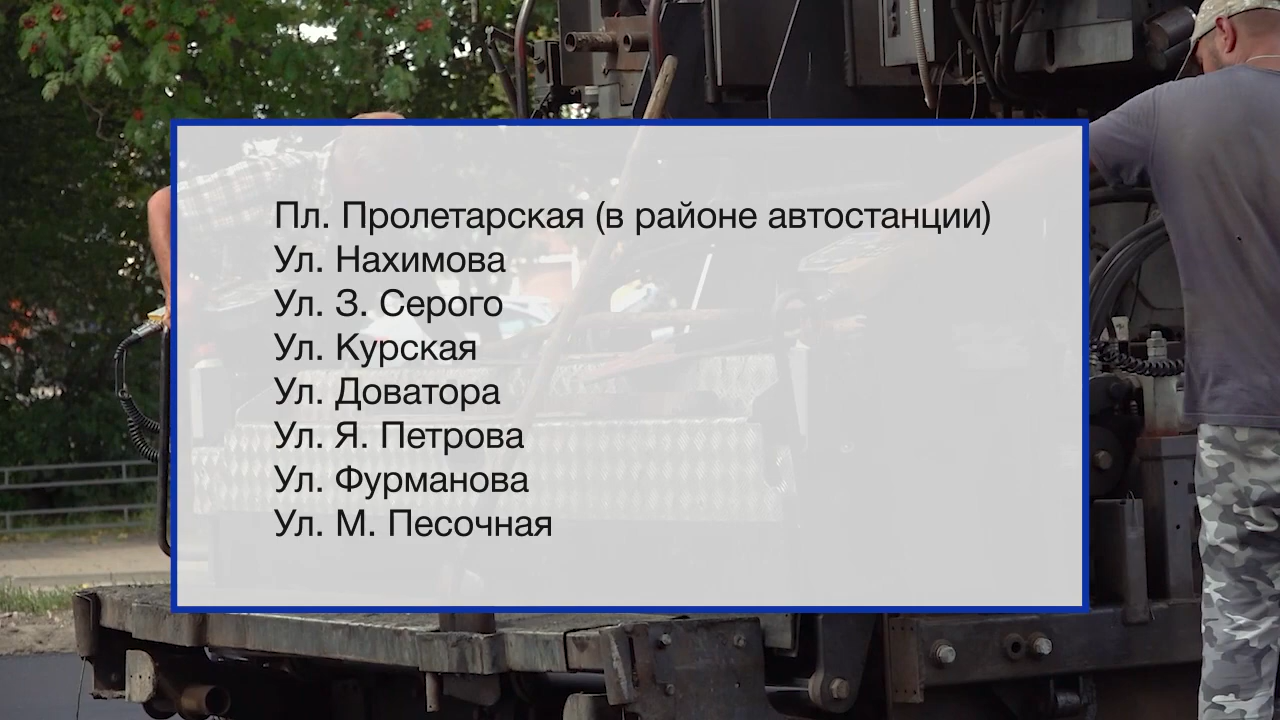 Пл. Пролетарская (в районе автостанции)
Ул. Нахимова
Ул. З. Серого
Ул. Курская
Ул. Доватора
Ул. Я. Петрова
Ул. Фурманова
Ул. М. Песочная